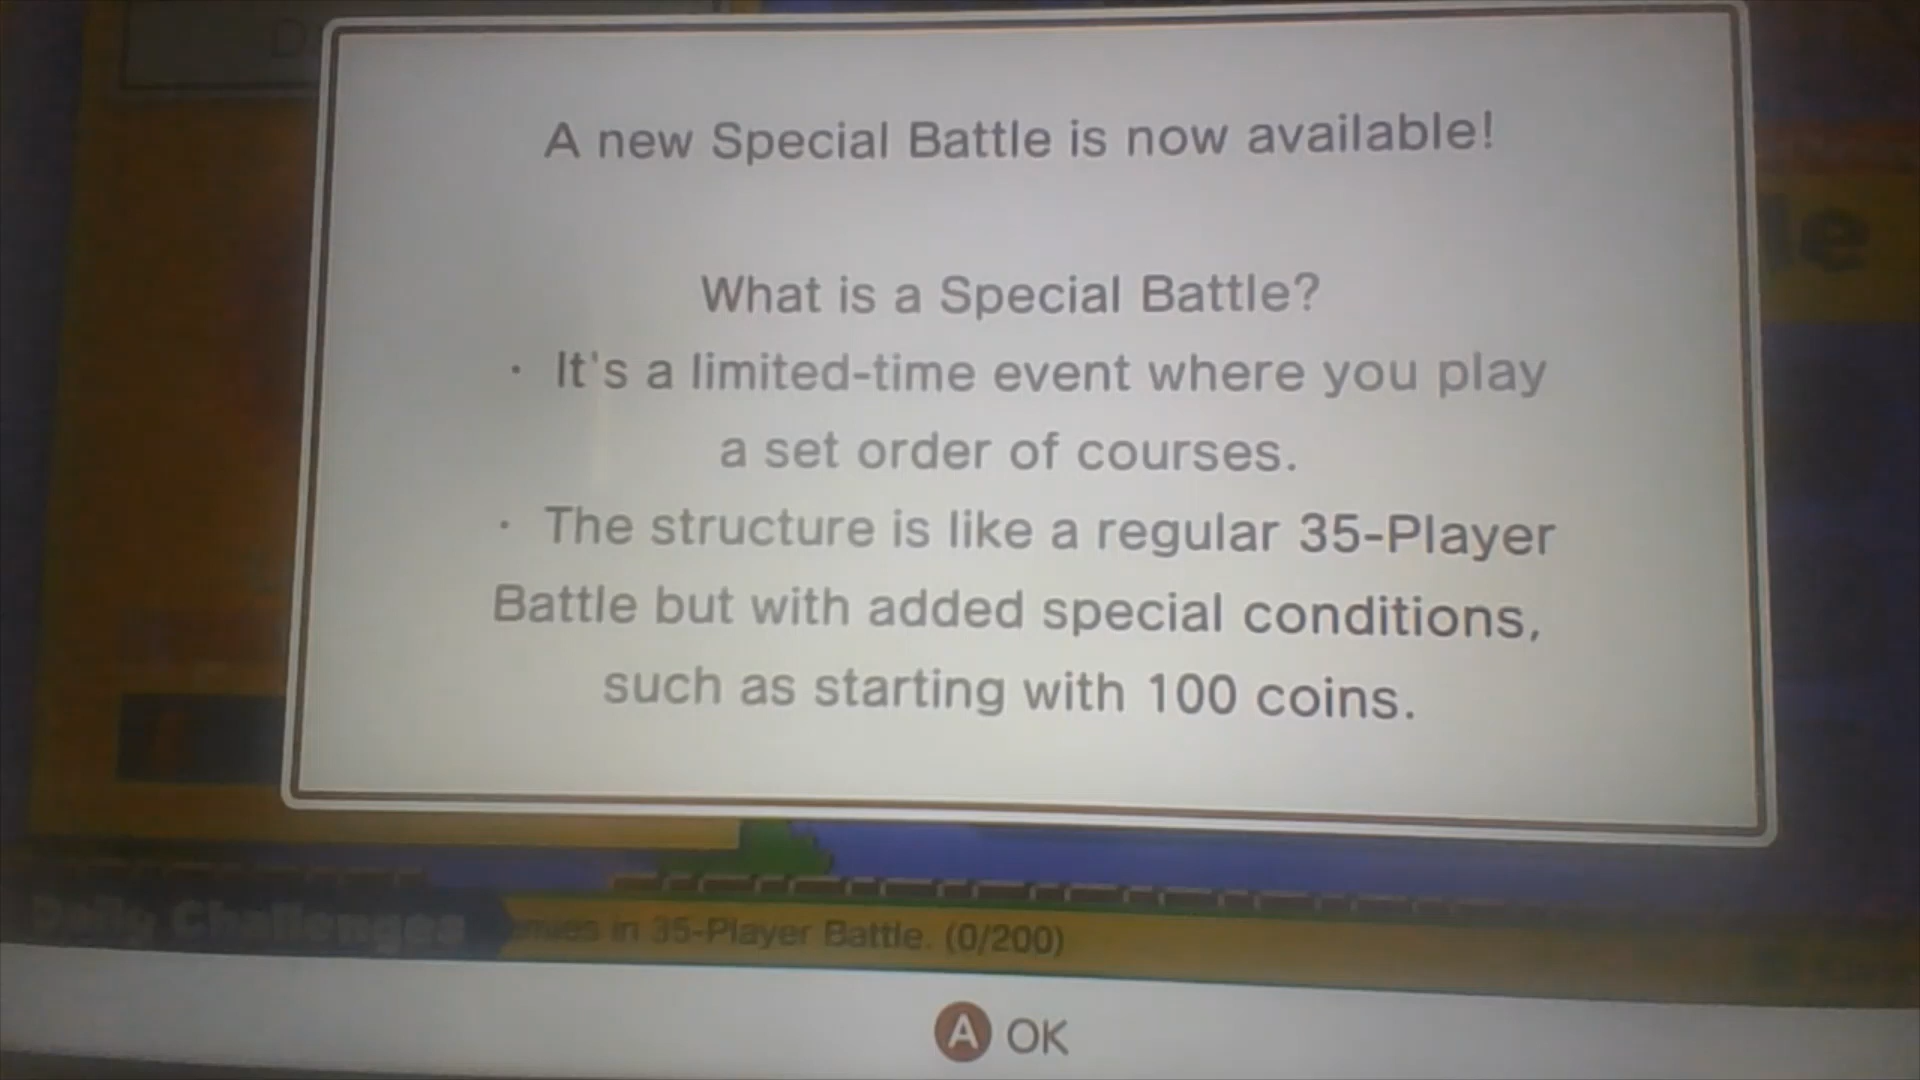 A new Special Battle is now available!
What is a Special Battle?
· It's a limited-time event where you play
a set order of courses.
· The structure is like a regular 35-Player
Battle but with added special conditions,
such as starting with 100 coins.
Daily Challenges
in 35-Player Battle. (0/200)
A OK